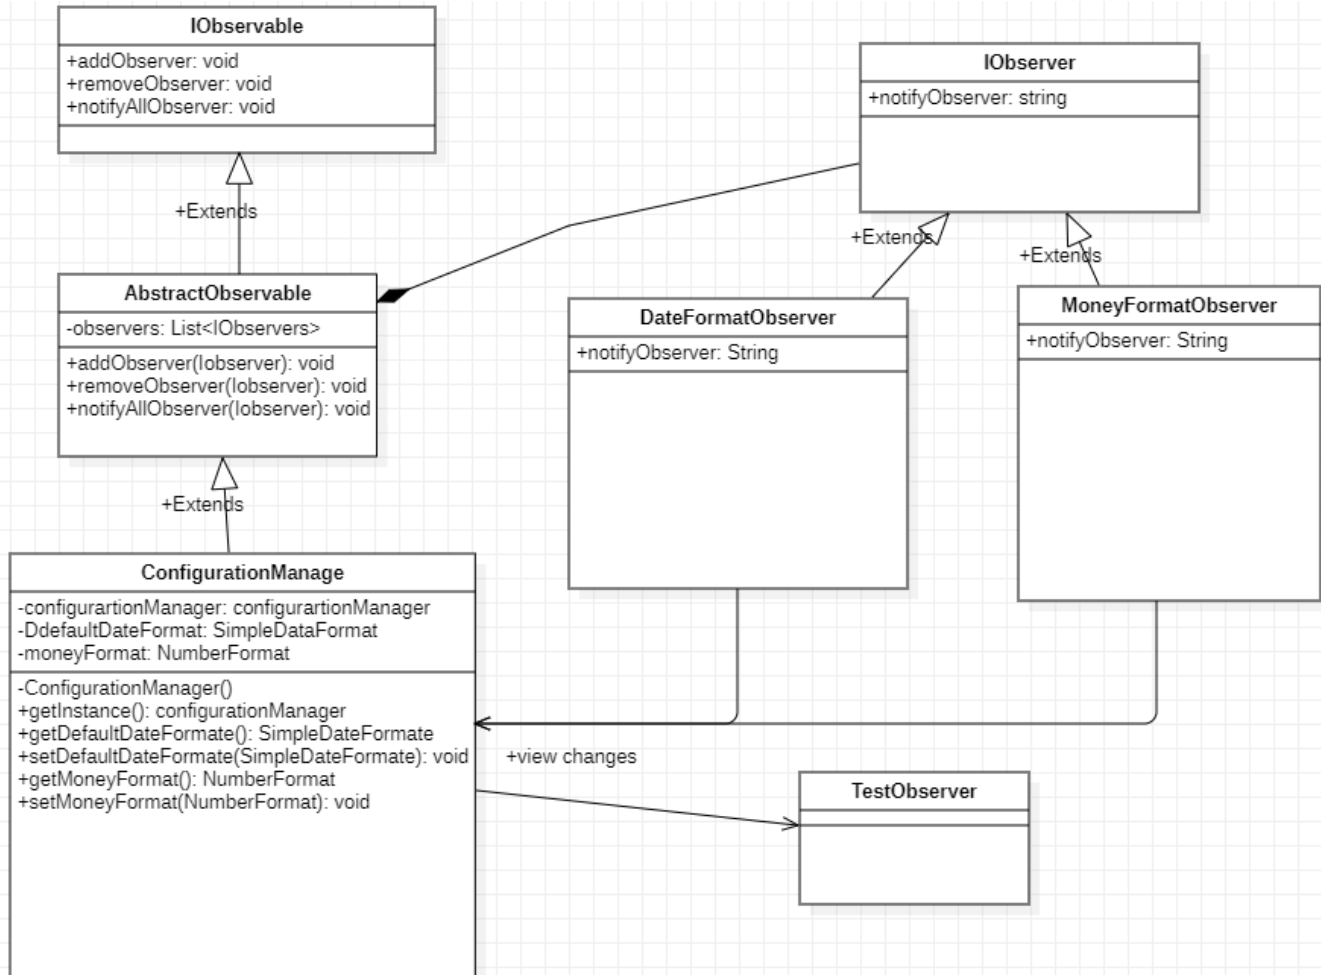 IObservable
+addObserver: void
+removeObserver: void
+notifyAllObserver: void
+Extends
AbstractObservable
-observers: List<IObservers>
+addObserver(Iobserver): void
+removeObserver(Iobserver): void
+notifyAllObserver(Iobserver): void
+Extends
ConfigurationManage
-configurartionManager: configurartionManager
-DdefaultDateFormat: SimpleDataFormat
-moneyFormat: NumberFormat
-ConfigurationManager()
+getInstance(): configurationManager
+getDefaultDateFormate(): SimpleDateFormate
+setDefaultDateFormate(SimpleDateFormate): void
+getMoneyFormat(): NumberFormat
+setMoneyFormat(NumberFormat): void
IObserver
+notifyObserver: string
+Extends
+Extends
DateFormatObserver
+notifyObserver: String
MoneyFormatObserver
+notifyObserver: String
+view changes
TestObserver